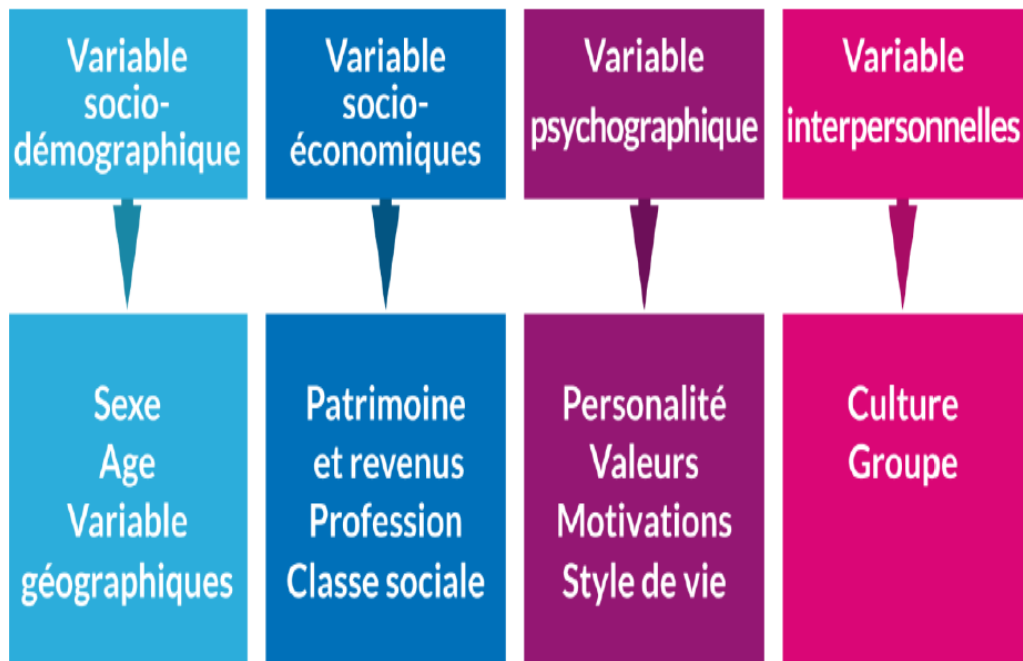 Variable
socio-
démographique
Variable
socio-
économiques
Variable
psychographique
Variable
interpersonnelles
Sexe
Age
Variable
géographiques
Patrimoine
et revenus
Profession
Classe sociale
Personalité
Valeurs
Motivations
Style de vie
Culture
Groupe